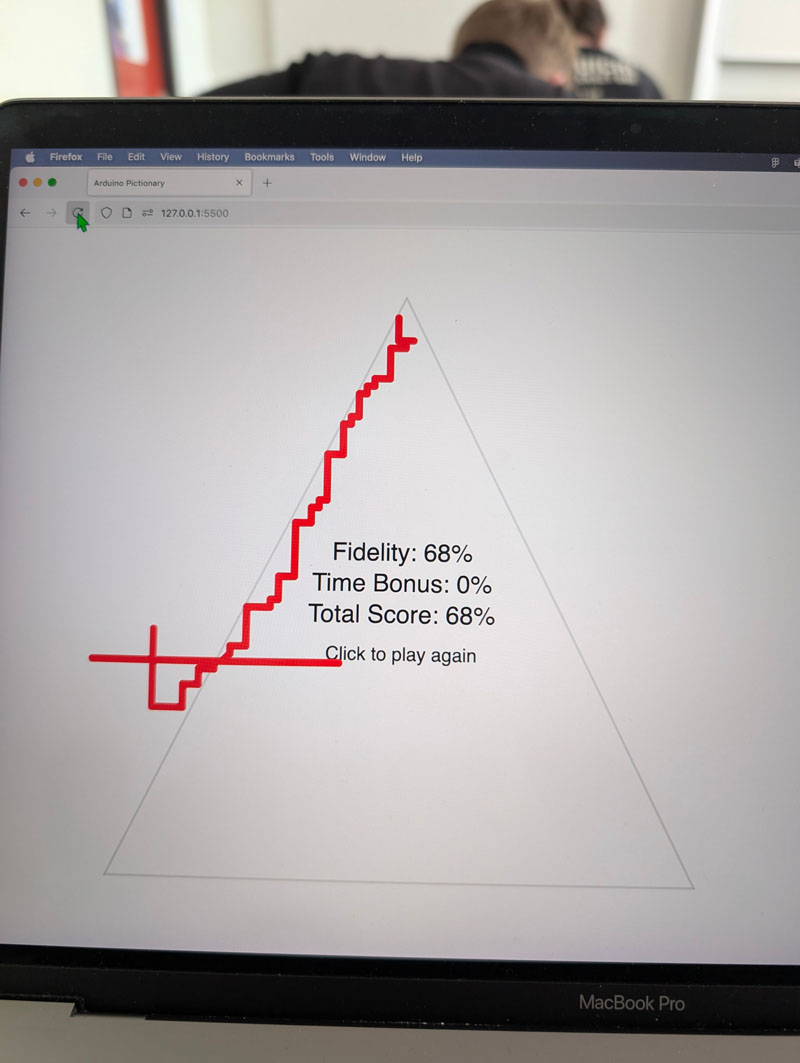 Firefox File Edit View History Bookmarks Tools Window Help
Arduino Pictionary
127.0.0.1:5500
Fidelity: 68%
Time Bonus: 0%
Total Score: 68%
Click to play again
MacBook Pro